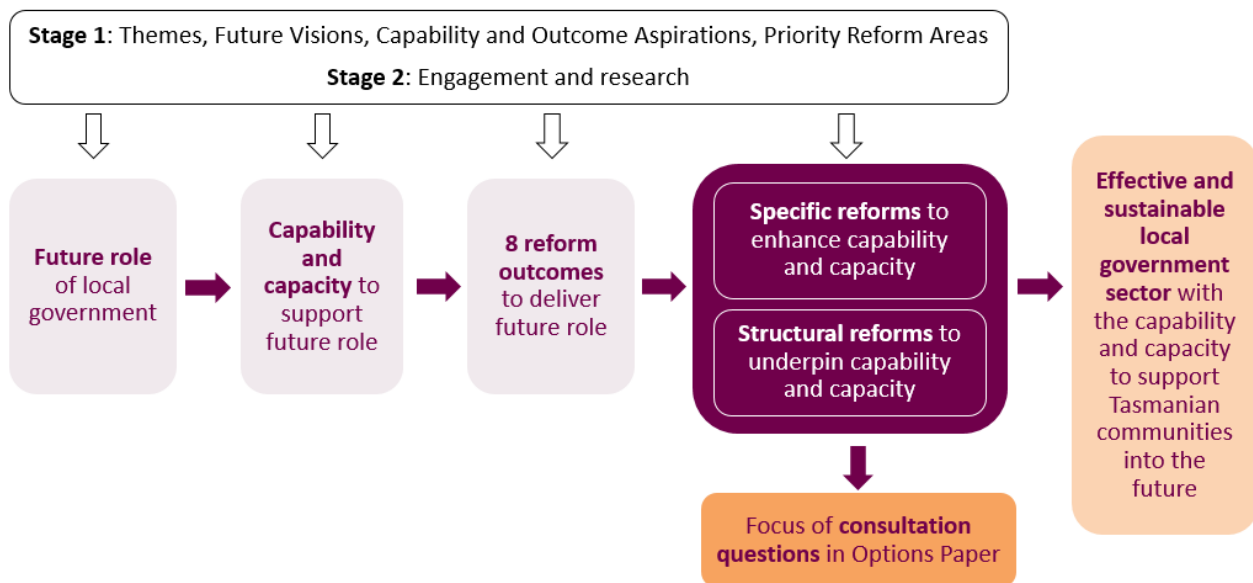 Stage 1: Themes, Future Visions, Capability and Outcome Aspirations, Priority Reform Areas
Stage 2: Engagement and research
Future role
of local
government
Capability
and
capacity to
support
future role
8 reform
outcomes
to deliver
future role
Specific reforms to
enhance capability
and capacity
Structural reforms to
underpin capability
and capacity
Effective and
sustainable
local
government
sector with
the capability
and capacity
to support
Tasmanian
communities
into the
future
Focus of consultation
questions in Options Paper